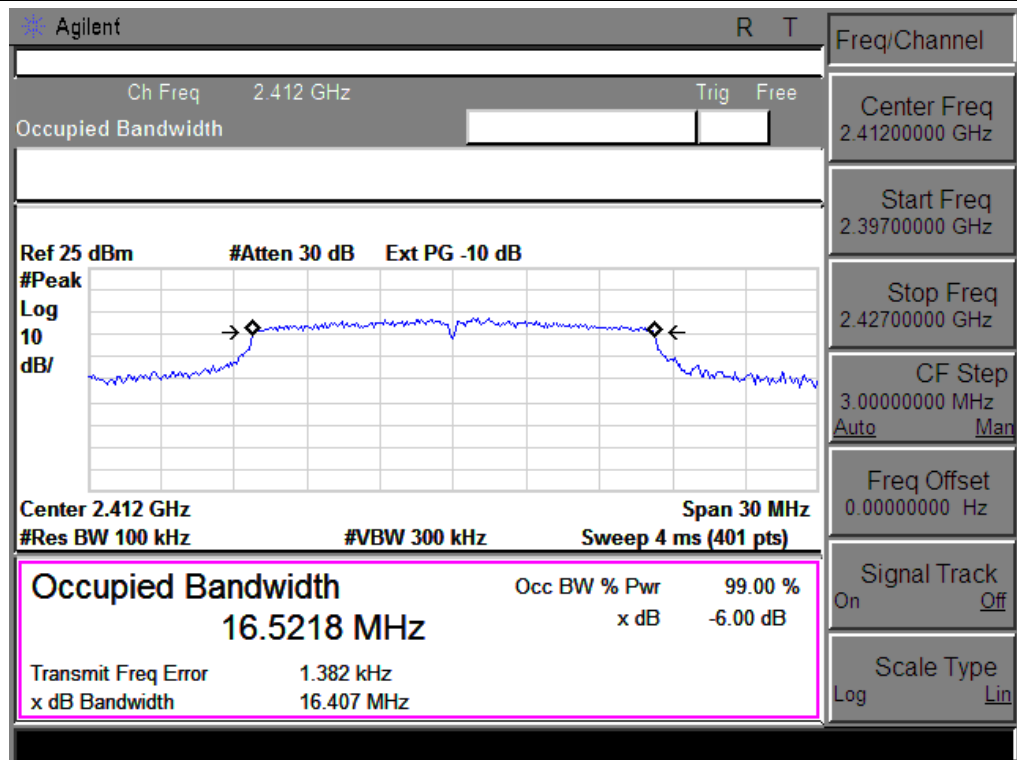 Agilent R T
Ch Freq 2.412 GHz Trig Free
Occupied Bandwidth
Ref 25 dBm #Atten 30 dB Ext PG -10 dB
#Peak
Log
10
dB/
Center 2.412 GHz Span 30 MHz
#Res BW 100 kHz #VBW 300 kHz Sweep 4 ms (401 pts)
Occupied Bandwidth Occ BW % Pwr 99.00 %
16.5218 MHz x dB -6.00 dB
Transmit Freq Error 1.382 kHz
x dB Bandwidth 16.407 MHz
Freq/Channel
Center Freq
2.41200000 GHz
Start Freq
2.39700000 GHz
Stop Freq
2.42700000 GHz
CF Step
3.00000000 MHz
Auto Man
Freq Offset
0.00000000 Hz
Signal Track
On Off
Scale Type
Log Lin